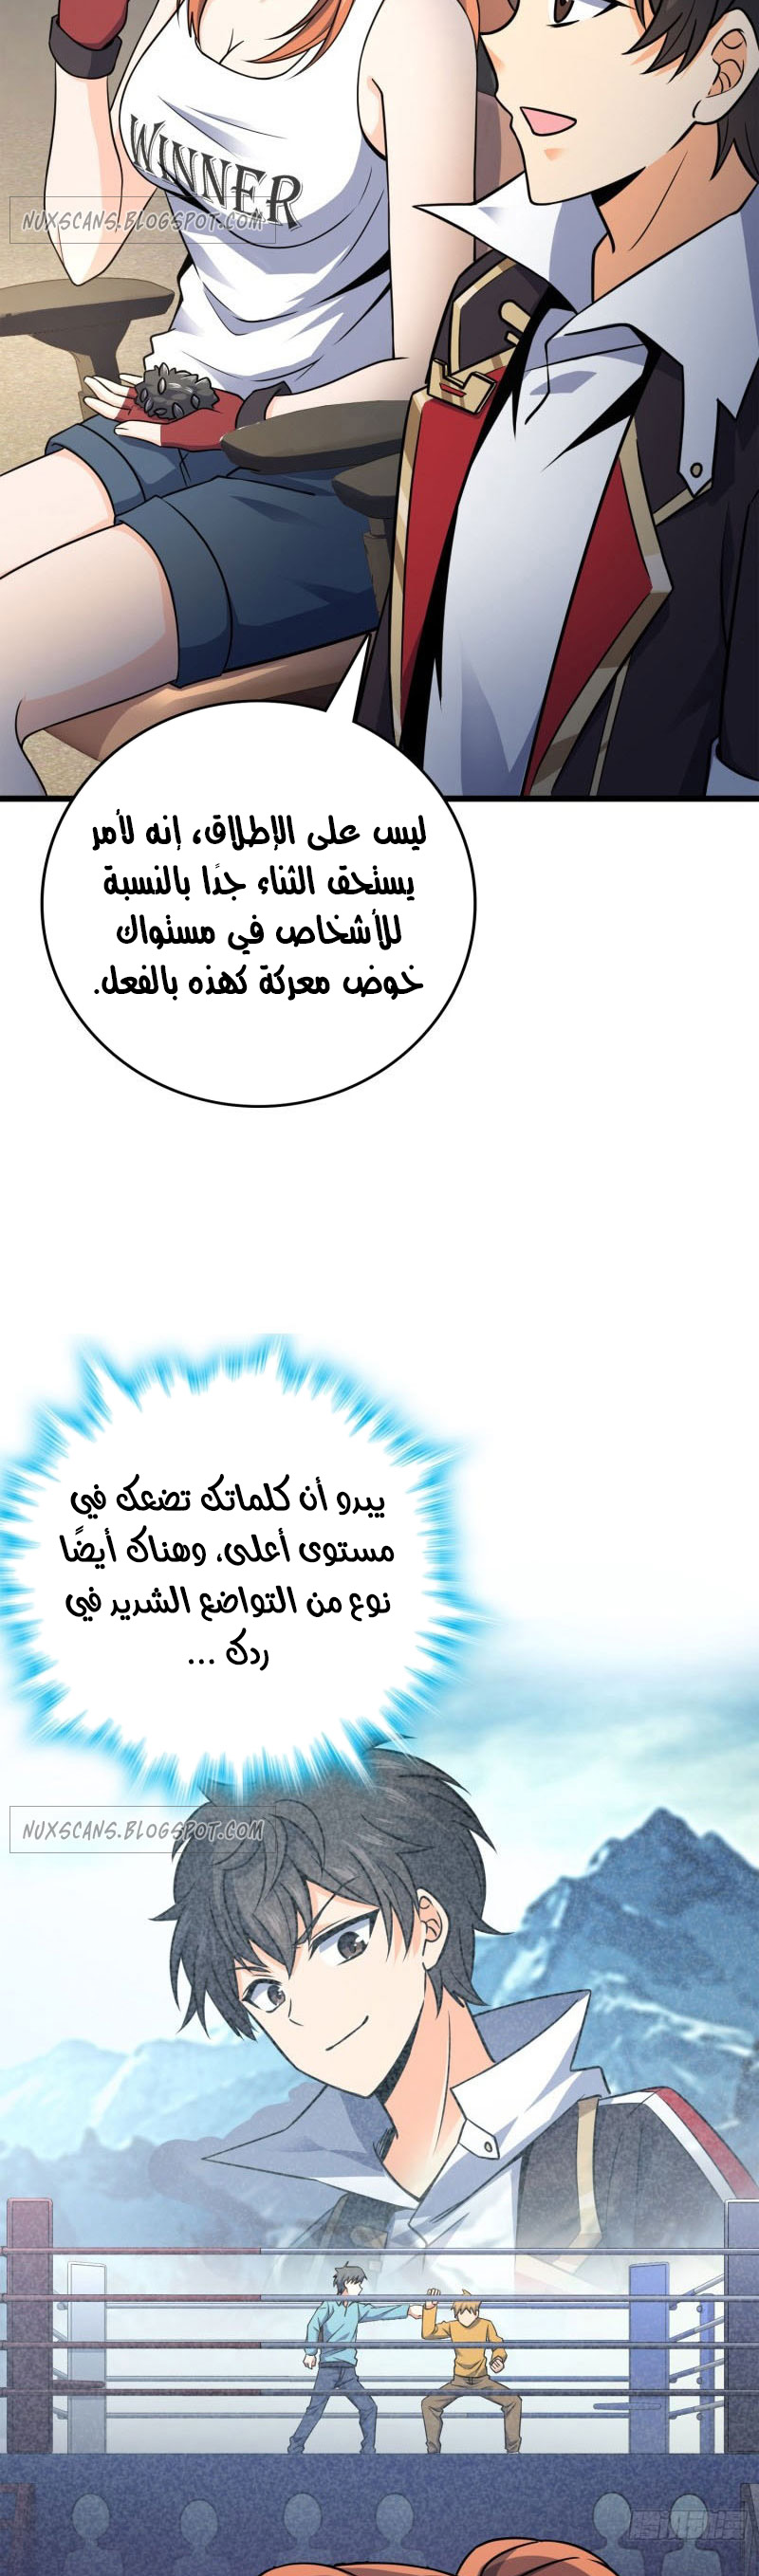 WINNER
NUXSCANS.BLOGSPOT.COM
ليس على الإطلاق، إنه لأمر
يستحق الثناء جدًا بالنسبة
للأشخاص في مستواك
خوض معركة كهذه بالفعل.
يبدو أن كلماتك تضعك في
مستوى أعلى، وهناك أيضًا
نوع من التواضع الشديد في
ردك ...
NUXSCANS.BLOGSPOT.COM